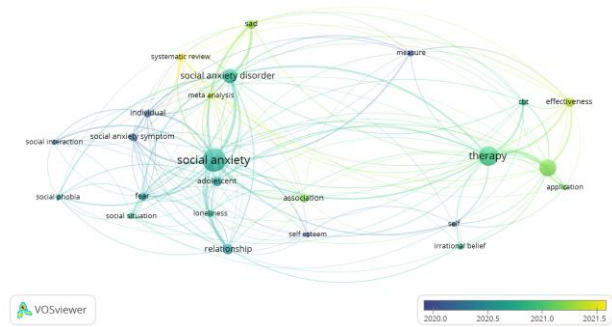 sad
systematic review
measure
social anxiety disorder
meta analysis
cbt
effectiveness
individual
social anxiety symptom
social interaction
social anxiety
therapy
adolescent
application
social phobia
fear
association
social situation
loneliness
self
self esteem
relationship
irrational belief
VOSviewer
2020.0 2020.5 2021.0 2021.5